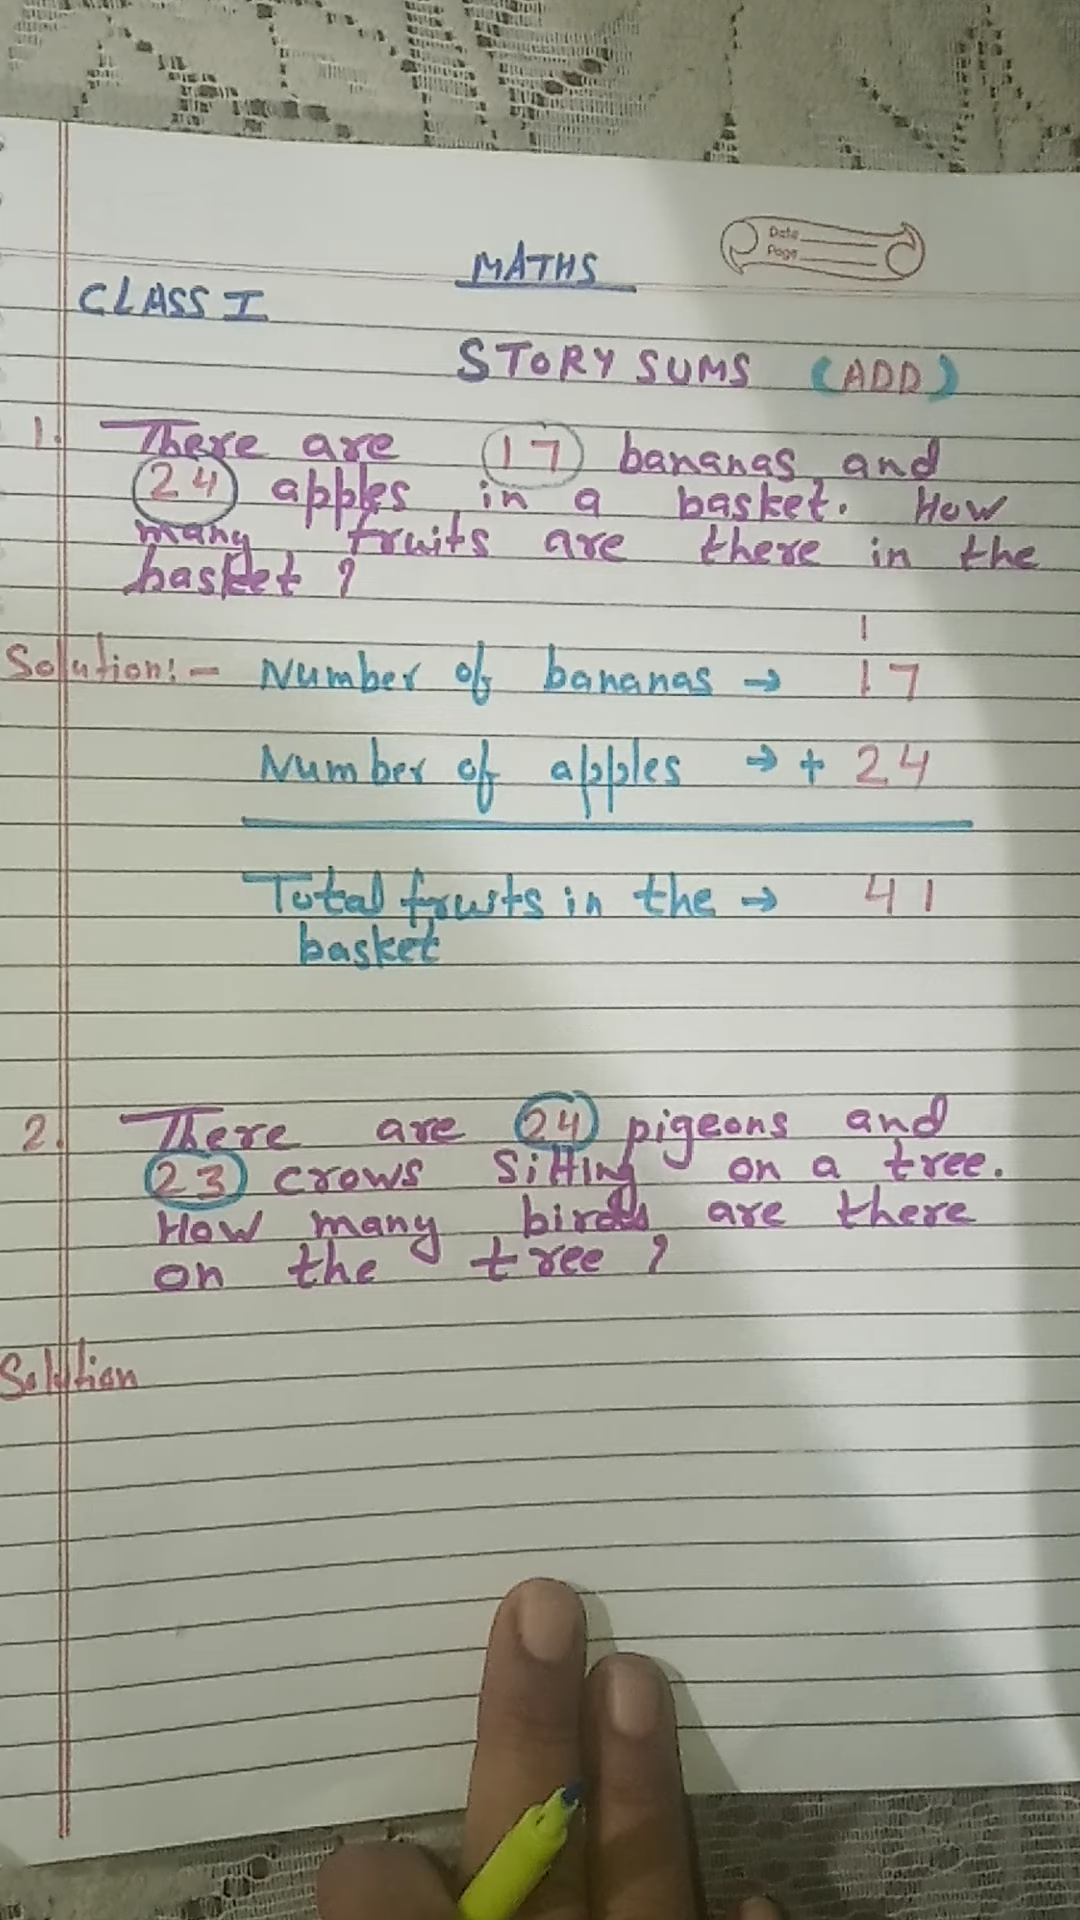 Date
Page
MATHS
CLASS I
STORY SUMS (ADD)
1. There are 17 bananas and
24 apples in a basket. How
many fruits are there in the
basket ?
1
Solution:- Number of bananas → 17
Number of apples → + 24
Total fruits in the → 41
basket
2. There are 24 pigeons and
23 crows sitting on a tree.
How many birds are there
on the tree ?
Solution